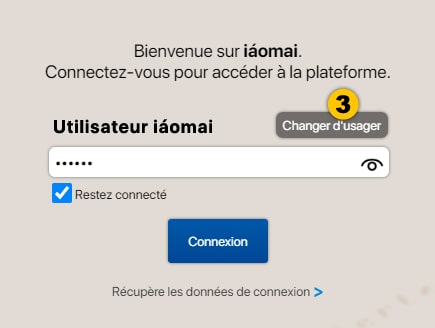 Bienvenue sur iáomai.
Connectez-vous pour accéder à la plateforme.
3
Utilisateur iáomai
Changer d'usager
••••••
Restez connecté
Connexion
Récupère les données de connexion >